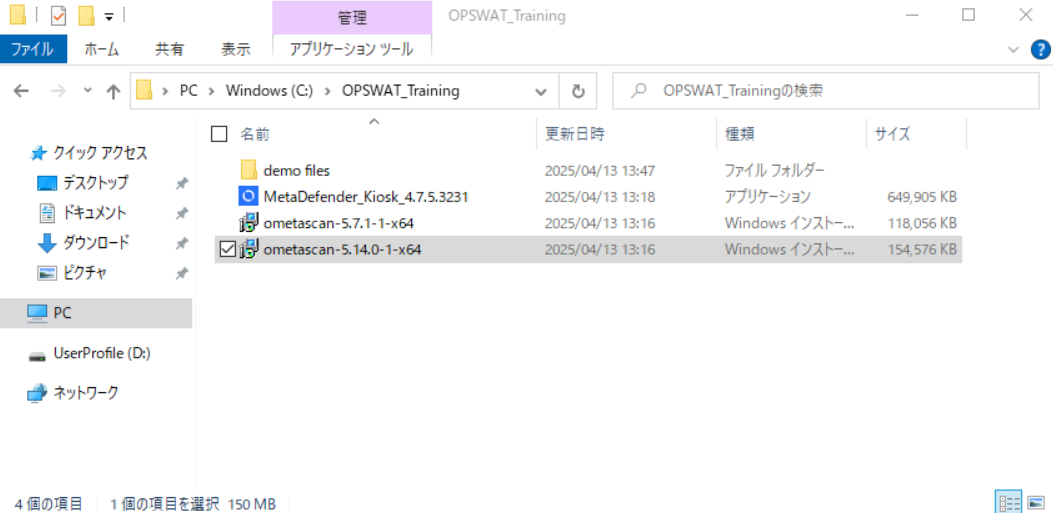 管理
OPSWAT_Training
ファイル ホーム 共有 表示 アプリケーション ツール
PC Windows (C:) OPSWAT_Training OPSWAT_Trainingの検索
名前 更新日時 種類 サイズ
クイック アクセス
デスクトップ
ドキュメント
ダウンロード
ピクチャ
PC
UserProfile (D:)
ネットワーク
demo files 2025/04/13 13:47 ファイル フォルダー
MetaDefender_Kiosk_4.7.5.3231 2025/04/13 13:18 アプリケーション 649,905 KB
ometascan-5.7.1-1-x64 2025/04/13 13:16 Windows インストー... 118,056 KB
ometascan-5.14.0-1-x64 2025/04/13 13:16 Windows インストー... 154,576 KB
4 個の項目 1 個の項目を選択 150 MB